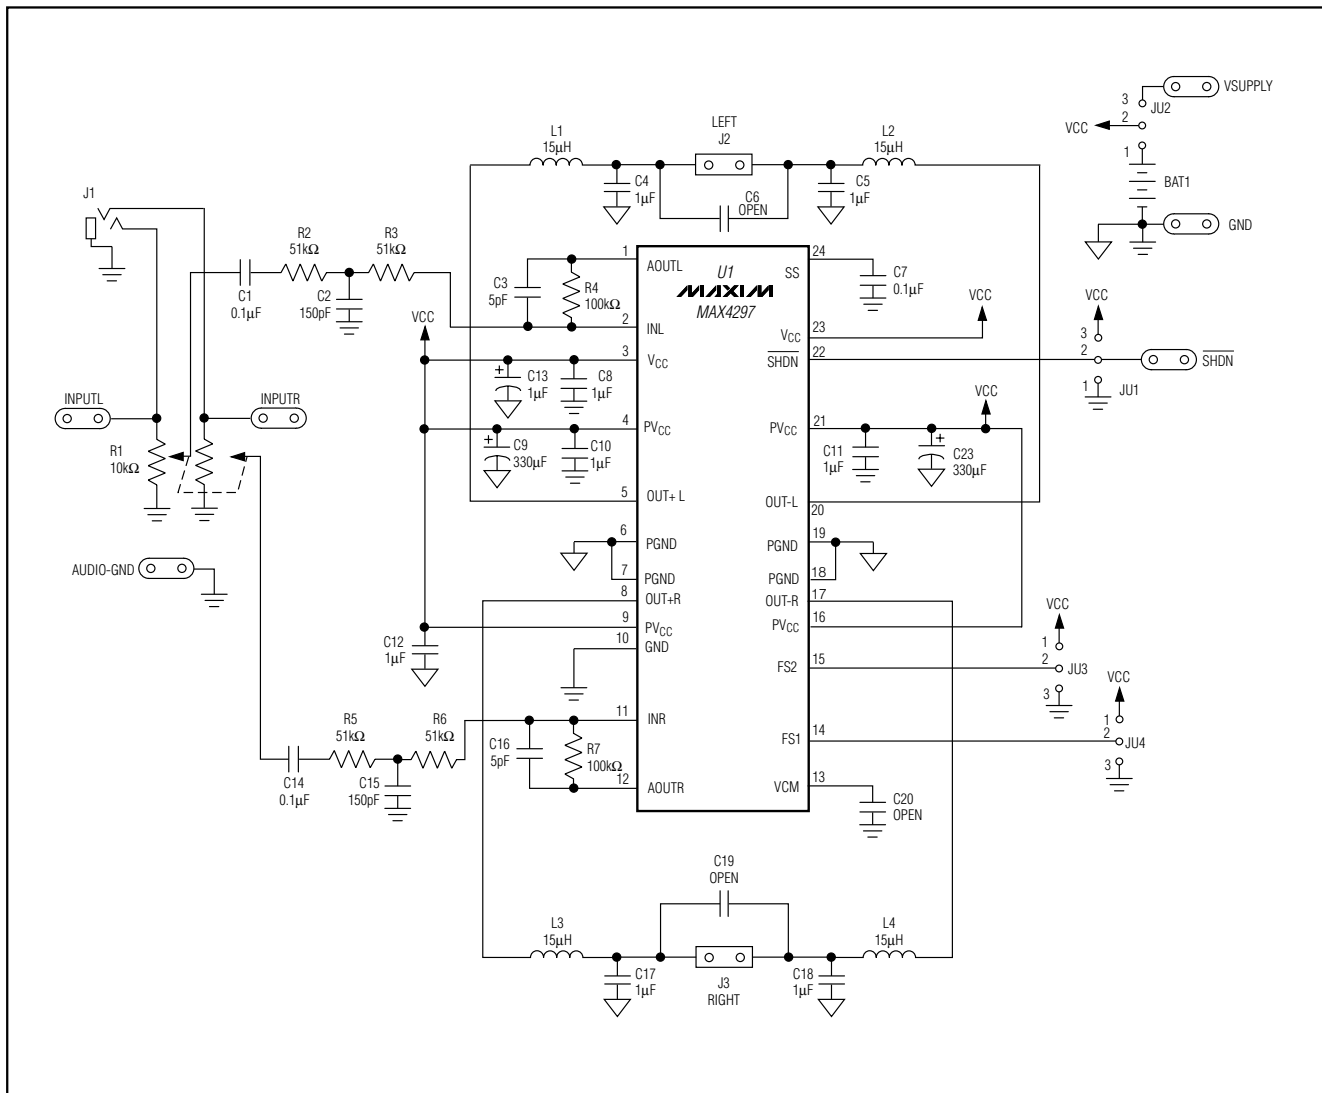 VSUPPLY
3
JU2
VCC
2
1
BAT1
GND
L1
15µH
LEFT
J2
L2
15µH
C4
1µF
C6
OPEN
C5
1µF
J1
R2
51kΩ
R3
51kΩ
C1
0.1µF
C2
150pF
C3
5pF
R4
100kΩ
1
AOUTL
U1
MAXIM
MAX4297
SS
24
C7
0.1µF
2
INL
VCC
VCC
23
VCC
3
VCC
SHDN
22
VCC
3
2
SHDN
1
JU1
C13
1µF
C8
1µF
+
4
PVCC
PVCC
21
VCC
C9
330µF
C10
1µF
+
C11
1µF
C23
330µF
+
INPUTL
INPUTR
R1
10kΩ
5
OUT+ L
OUT-L
20
AUDIO-GND
6
PGND
PGND
19
7
PGND
PGND
18
8
OUT+R
OUT-R
17
9
PVCC
PVCC
16
C12
1µF
10
GND
VCC
1
2
JU3
3
FS2
15
VCC
1
2
JU4
3
R5
51kΩ
R6
51kΩ
11
INR
FS1
14
C14
0.1µF
C15
150pF
C16
5pF
R7
100kΩ
12
AOUTR
VCM
13
C20
OPEN
C19
OPEN
L3
15µH
L4
15µH
C17
1µF
J3
RIGHT
C18
1µF